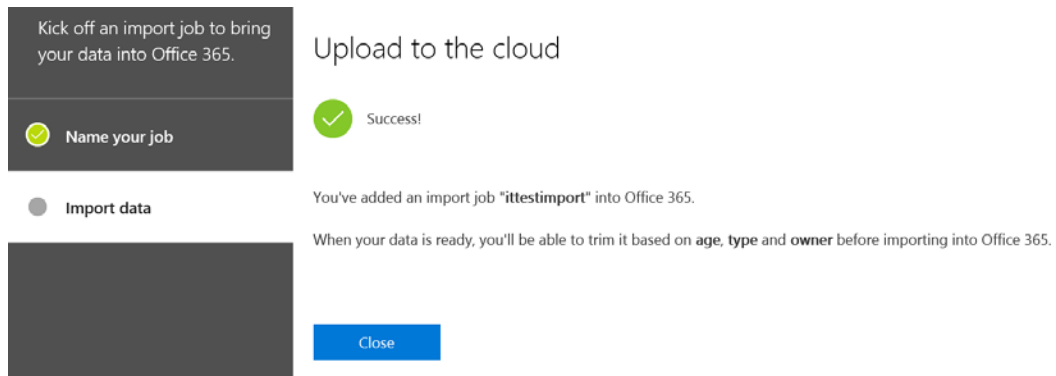 Kick off an import job to bring
your data into Office 365.
Name your job
Import data
Upload to the cloud
Success!
You've added an import job "ittestimport" into Office 365.
When your data is ready, you'll be able to trim it based on age, type and owner before importing into Office 365.
Close